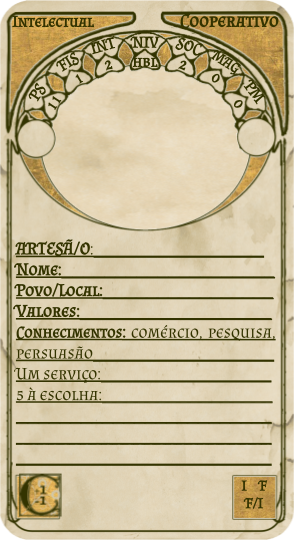 Intelectual Cooperativo
PS FIS INT NIV SOC MAG PM
11 1 2 HBL 2 0 0
ARTESÃ/O:
Nome:
Povo/Local:
Valores:
Conhecimentos: comércio, pesquisa,
persuasão
Um serviço:
5 à escolha:
C 1 -1
I F
F/I